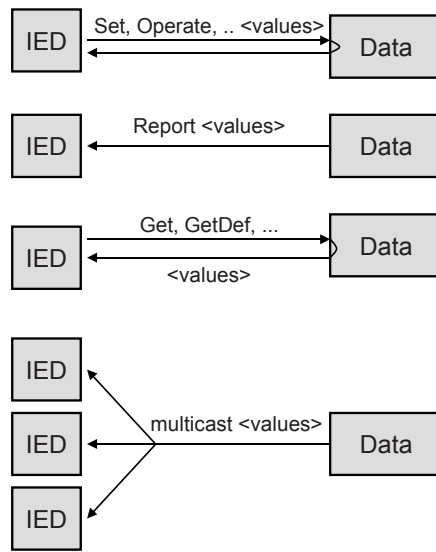 Set, Operate, .. <values>
IED
Data
Report <values>
IED
Data
Get, GetDef, ...
IED
Data
<values>
IED
multicast <values>
IED
Data
IED